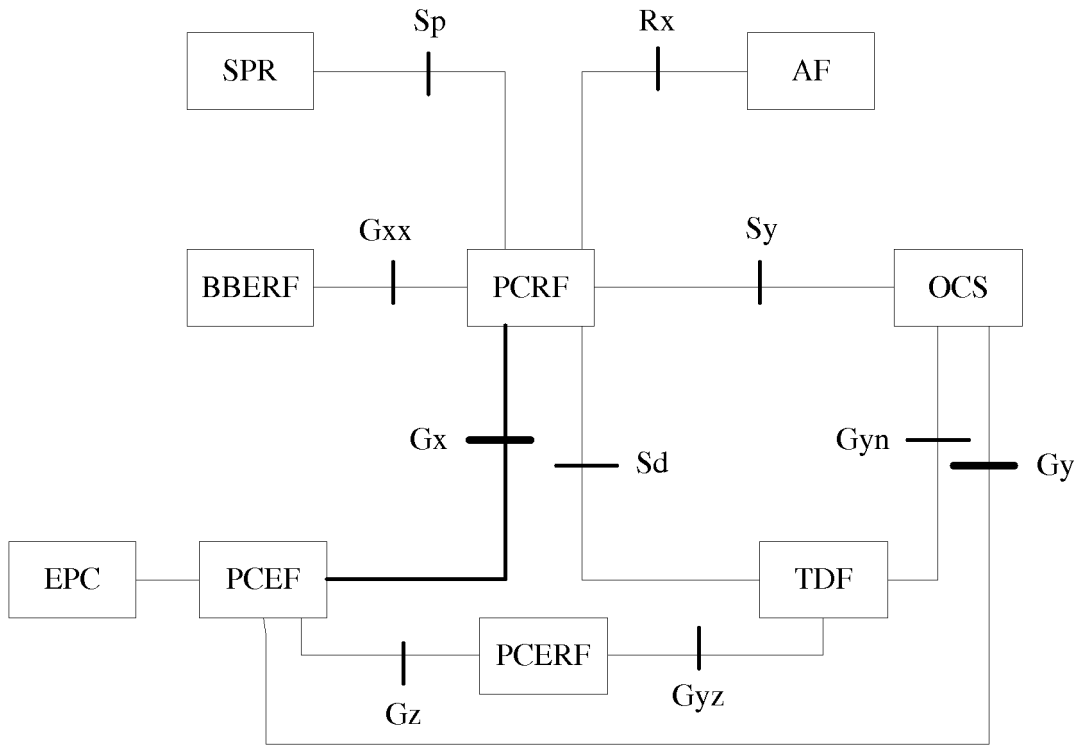 Sp
Rx
SPR
AF
Gxx
Sy
BBERF
PCRF
OCS
Gx
Sd
Gyn
Gy
EPC
PCEF
TDF
PCERF
Gz
Gyz